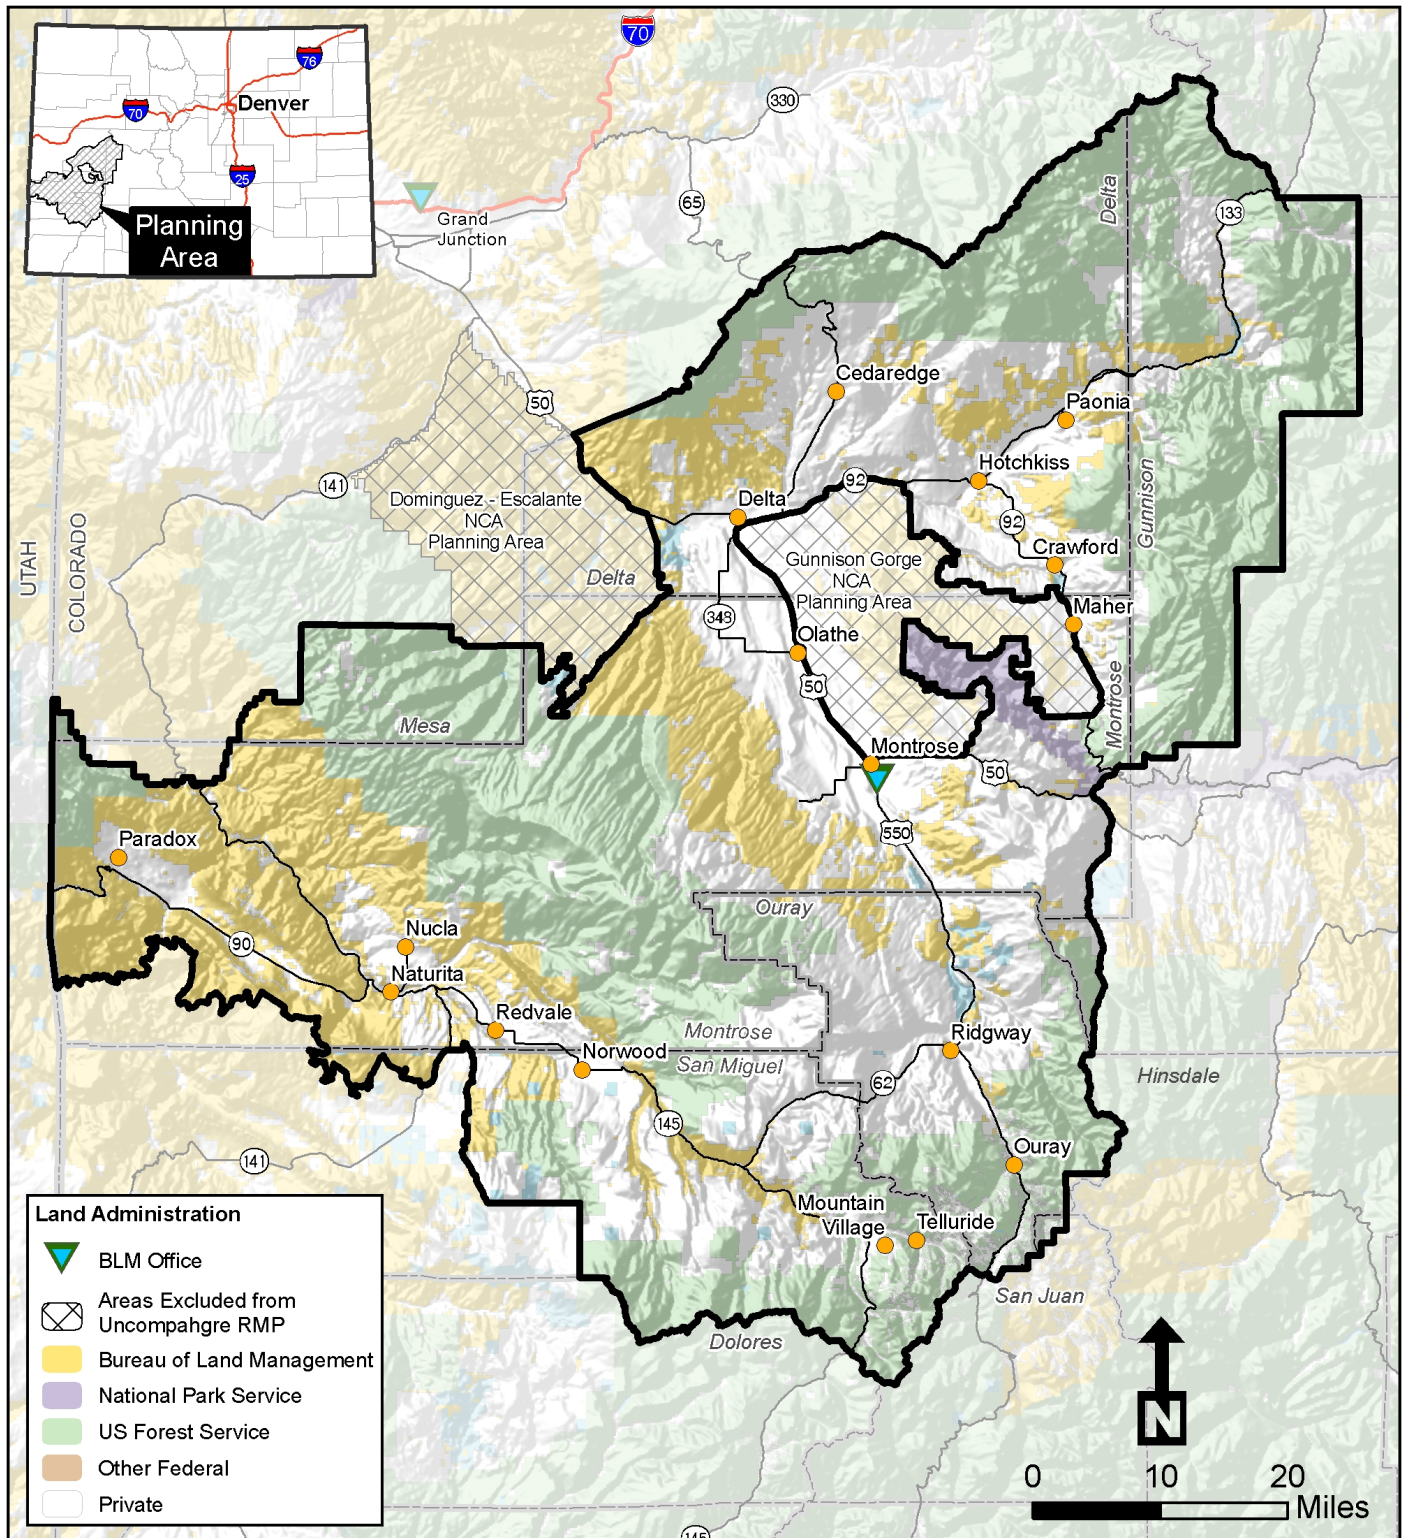 70
76
Denver
70
25
Planning
Area
330
65
Grand
Junction
133
Delta
Gunnison
50
Cedaredge
Paonia
141
Hotchkiss
92
Dominguez - Escalante
NCA
Planning Area
Delta
92
Crawford
UTAH
COLORADO
Gunnison Gorge
NCA
Planning Area
Delta
348
Maher
Olathe
50
Montrose
Mesa
Montrose
50
550
Paradox
Ouray
Nucla
90
Naturita
Redvale
Montrose
San Miguel
Norwood
Ridgway
62
Hinsdale
145
141
Ouray
Mountain
Village
Telluride
San Juan
Dolores
Land Administration
BLM Office
Areas Excluded from
Uncompahgre RMP
Bureau of Land Management
National Park Service
US Forest Service
Other Federal
Private
N
0 10 20
Miles
145